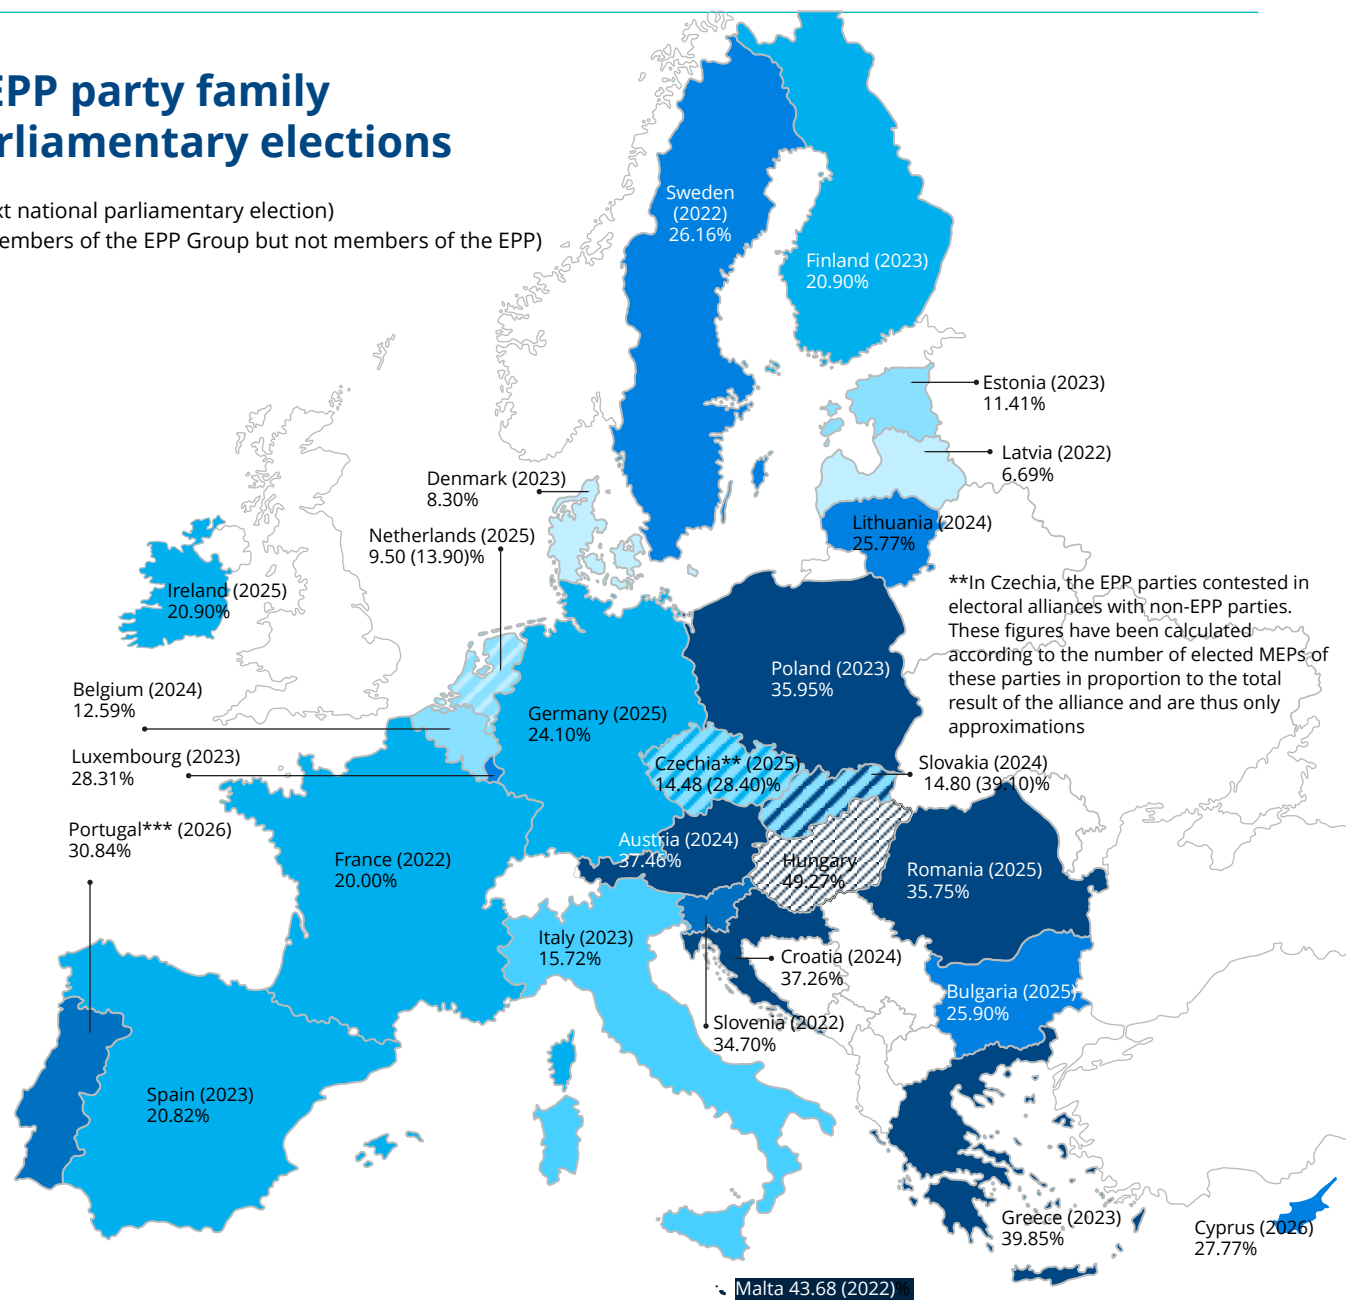 EPP party family
rliamentary elections
xt national parliamentary election)
embers of the EPP Group but not members of the EPP)
Sweden
(2022)
26.16%
Finland (2023)
20.90%
Estonia (2023)
11.41%
Latvia (2022)
6.69%
Denmark (2023)
8.30%
Lithuania (2024)
25.77%
Netherlands (2025)
9.50 (13.90)%
Ireland (2025)
20.90%
**In Czechia, the EPP parties contested in
electoral alliances with non-EPP parties.
These figures have been calculated
according to the number of elected MEPs of
these parties in proportion to the total
result of the alliance and are thus only
approximations
Poland (2023)
35.95%
Belgium (2024)
12.59%
Germany (2025)
24.10%
Luxembourg (2023)
28.31%
Czechia** (2025)
14.48 (28.40)%
Slovakia (2024)
14.80 (39.10)%
Portugal*** (2026)
30.84%
Austria (2024)
37.46%
France (2022)
20.00%
Hungary
49.27%
Romania (2025)
35.75%
Italy (2023)
15.72%
Croatia (2024)
37.26%
Bulgaria (2025)
25.90%
Slovenia (2022)
34.70%
Spain (2023)
20.82%
Greece (2023)
39.85%
Cyprus (2026)
27.77%
Malta 43.68 (2022)%